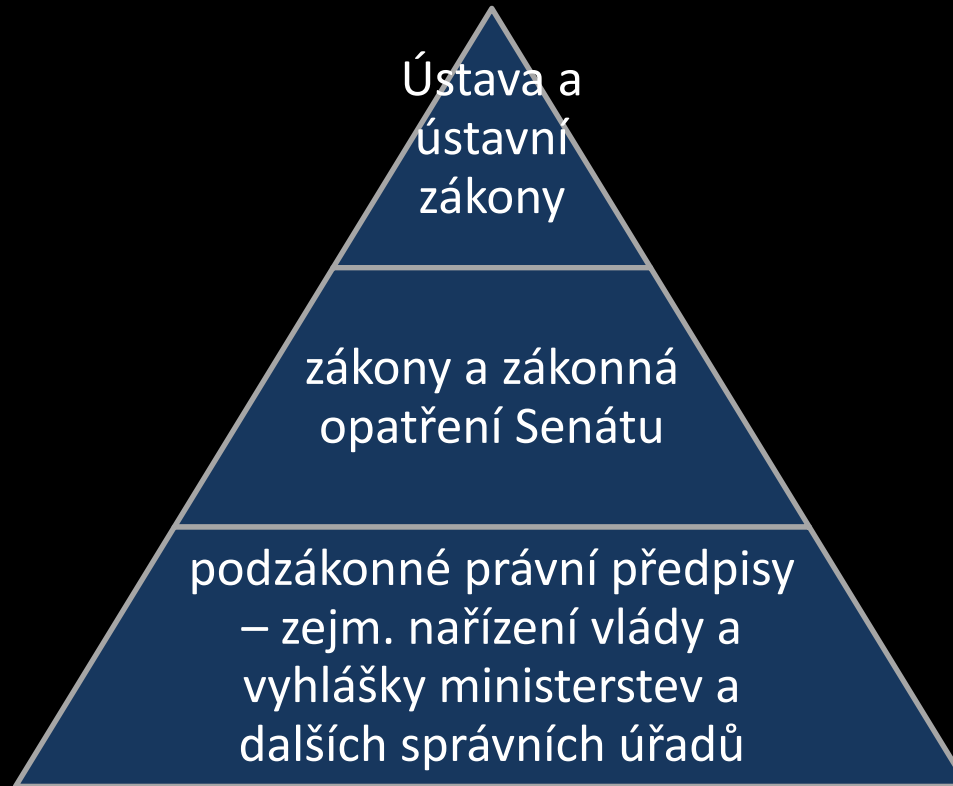 Ústava a
ústavní
zákony
zákony a zákonná
opatření Senátu
podzákonné právní předpisy
– zejm. nařízení vlády a
vyhlášky ministerstev a
dalších správních úřadů